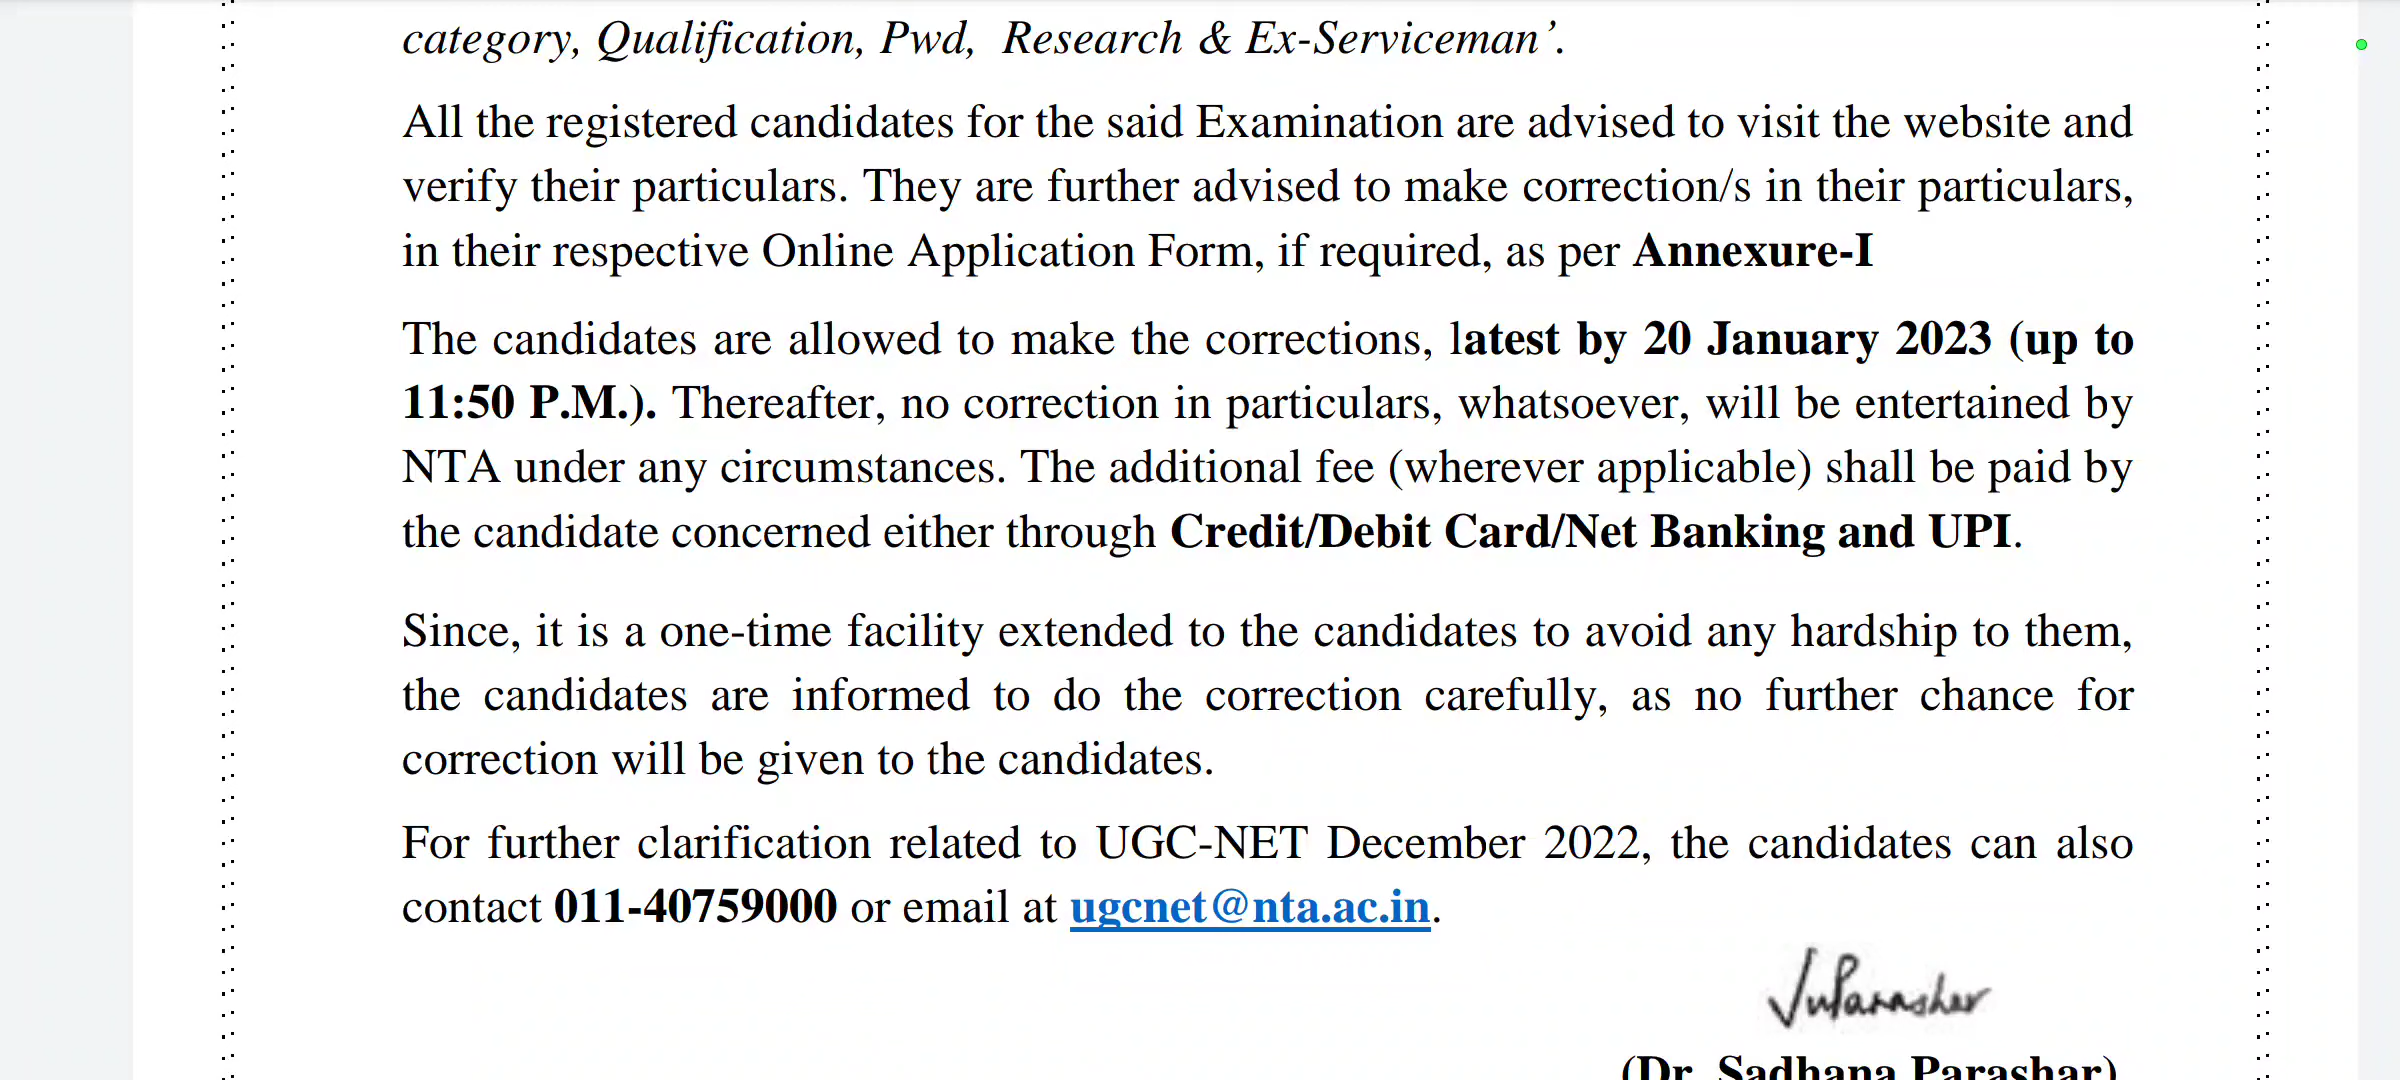 category, Qualification, Pwd, Research & Ex-Serviceman’.
All the registered candidates for the said Examination are advised to visit the website and
verify their particulars. They are further advised to make correction/s in their particulars,
in their respective Online Application Form, if required, as per Annexure-I
The candidates are allowed to make the corrections, latest by 20 January 2023 (up to
11:50 P.M.). Thereafter, no correction in particulars, whatsoever, will be entertained by
NTA under any circumstances. The additional fee (wherever applicable) shall be paid by
the candidate concerned either through Credit/Debit Card/Net Banking and UPI.
Since, it is a one-time facility extended to the candidates to avoid any hardship to them,
the candidates are informed to do the correction carefully, as no further chance for
correction will be given to the candidates.
For further clarification related to UGC-NET December 2022, the candidates can also
contact 011-40759000 or email at ugcnet@nta.ac.in.
(Dr. Sadhana Parashar)